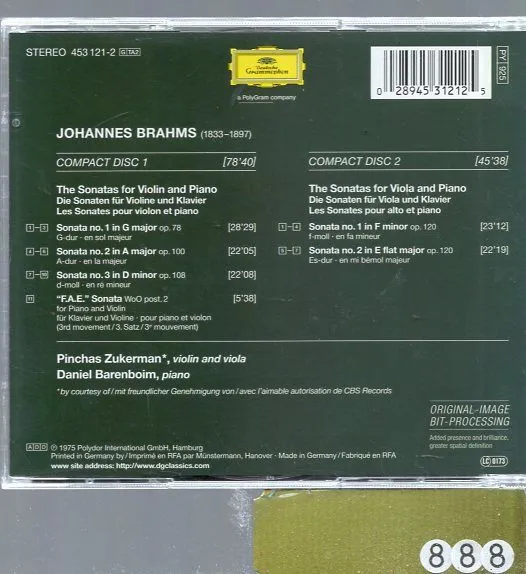 STEREO 453 121-2 GTA2
Deutsche
Grammophon
a PolyGram company
0 28945 31212 5
PY 925
JOHANNES BRAHMS (1833–1897)
COMPACT DISC 1 [78'40]
The Sonatas for Violin and Piano
Die Sonaten für Violine und Klavier
Les Sonates pour violon et piano
1–3 Sonata no. 1 in G major op. 78 [28'29]
G-dur · en sol majeur
4–6 Sonata no. 2 in A major op. 100 [22'05]
A-dur · en la majeur
7–10 Sonata no. 3 in D minor op. 108 [22'08]
d-moll · en ré mineur
11 "F.A.E." Sonata WoO post. 2 [5'38]
for Piano and Violin
für Klavier und Violine · pour piano et violon
(3rd movement / 3. Satz / 3e mouvement)
COMPACT DISC 2 [45'38]
The Sonatas for Viola and Piano
Die Sonaten für Viola und Klavier
Les Sonates pour alto et piano
1–4 Sonata no. 1 in F minor op. 120 [23'12]
f-moll · en fa mineur
5–7 Sonata no. 2 in E flat major op. 120 [22'19]
Es-dur · en mi bémol majeur
Pinchas Zukerman*, violin and viola
Daniel Barenboim, piano
*by courtesy of / mit freundlicher Genehmigung von / avec l'aimable autorisation de CBS Records
ORIGINAL-IMAGE
BIT-PROCESSING
Added presence and brilliance,
greater spatial definition
ADD ℗ 1975 Polydor International GmbH, Hamburg
Printed in Germany by / Imprimé en RFA par Münstermann, Hanover · Made in Germany / Fabriqué en RFA
www site address: http://www.dgclassics.com
LC 0173
888